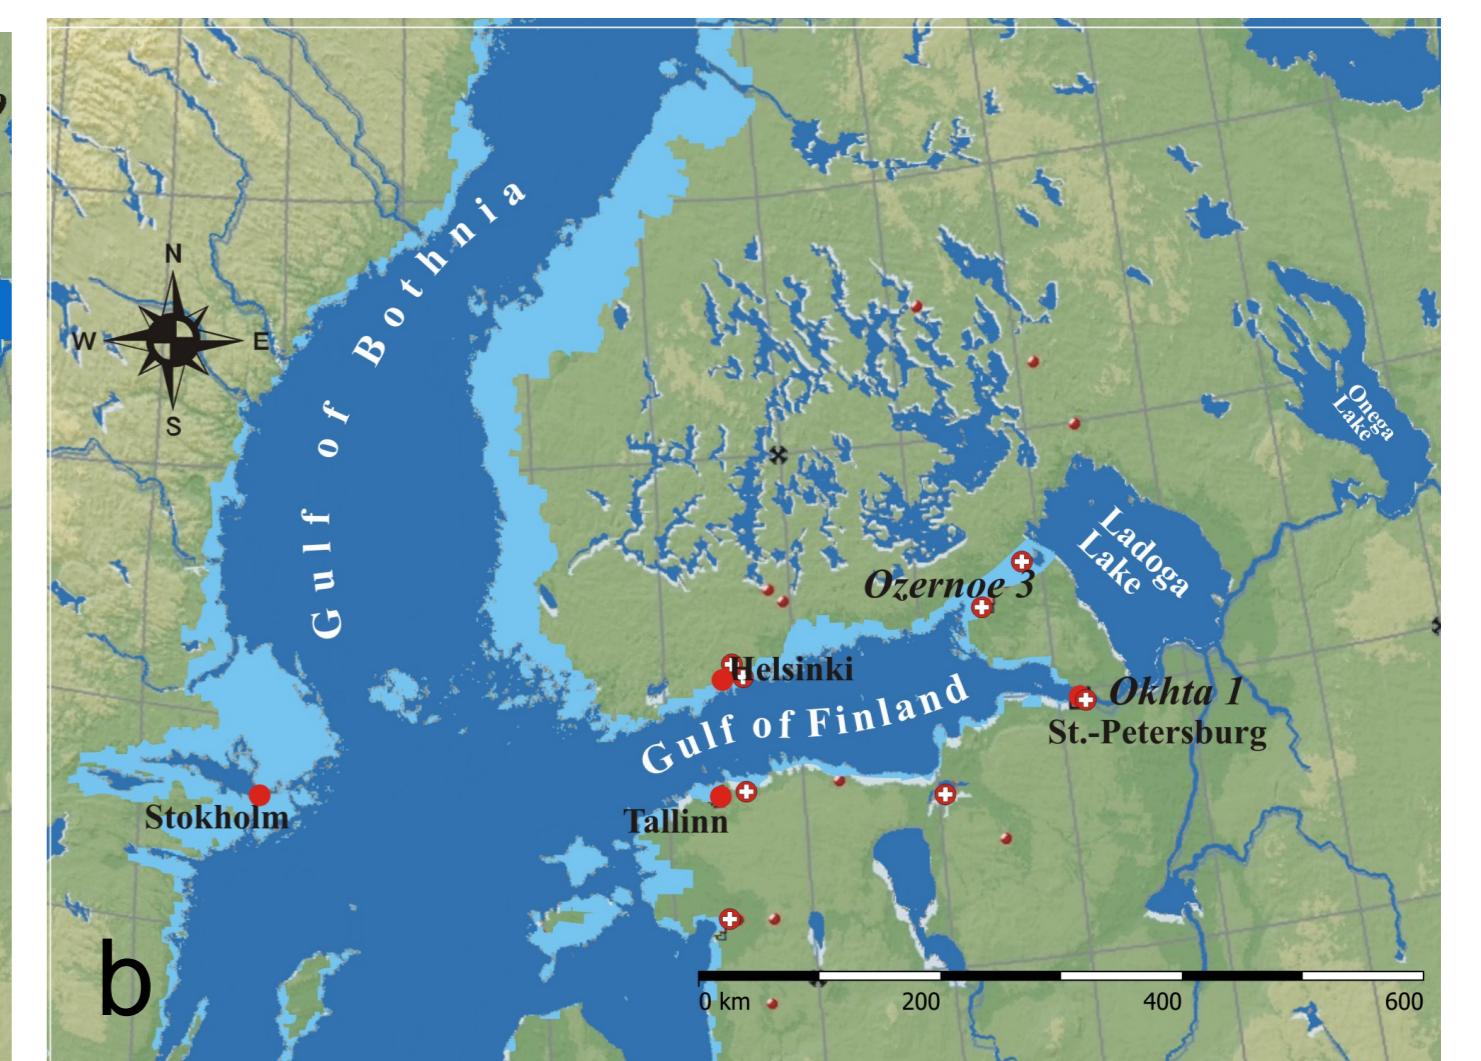 Gulf of Bothnia
N
W E
S
Onega
Lake
Ladoga
Lake
Ozernoe 3
Helsinki
Gulf of Finland
Okhta 1
St.-Petersburg
Stokholm
Tallinn
b
0 km 200 400 600